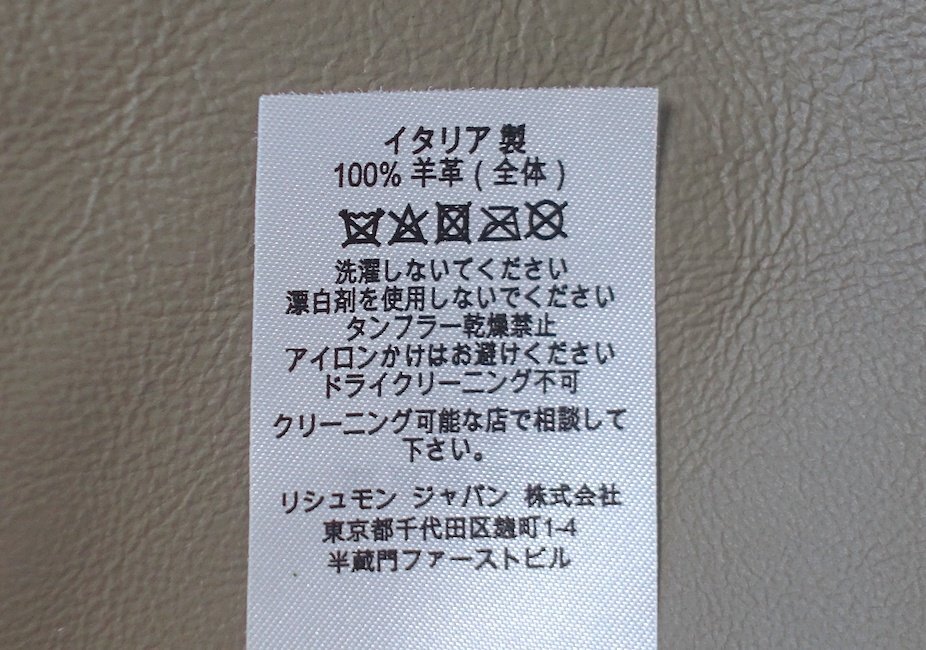 イタリア 製
100% 羊革 ( 全体 )
洗濯しないてください
漂白剤を使用しないでください
タンフラー乾燥禁止
アイロンかけはお避けください
ドライクリーニング不可
クリーニング可能な店で相談して
下さい。
リシュモン ジャパン 株式会社
東京都千代田区麹町1-4
半蔵門ファーストビル